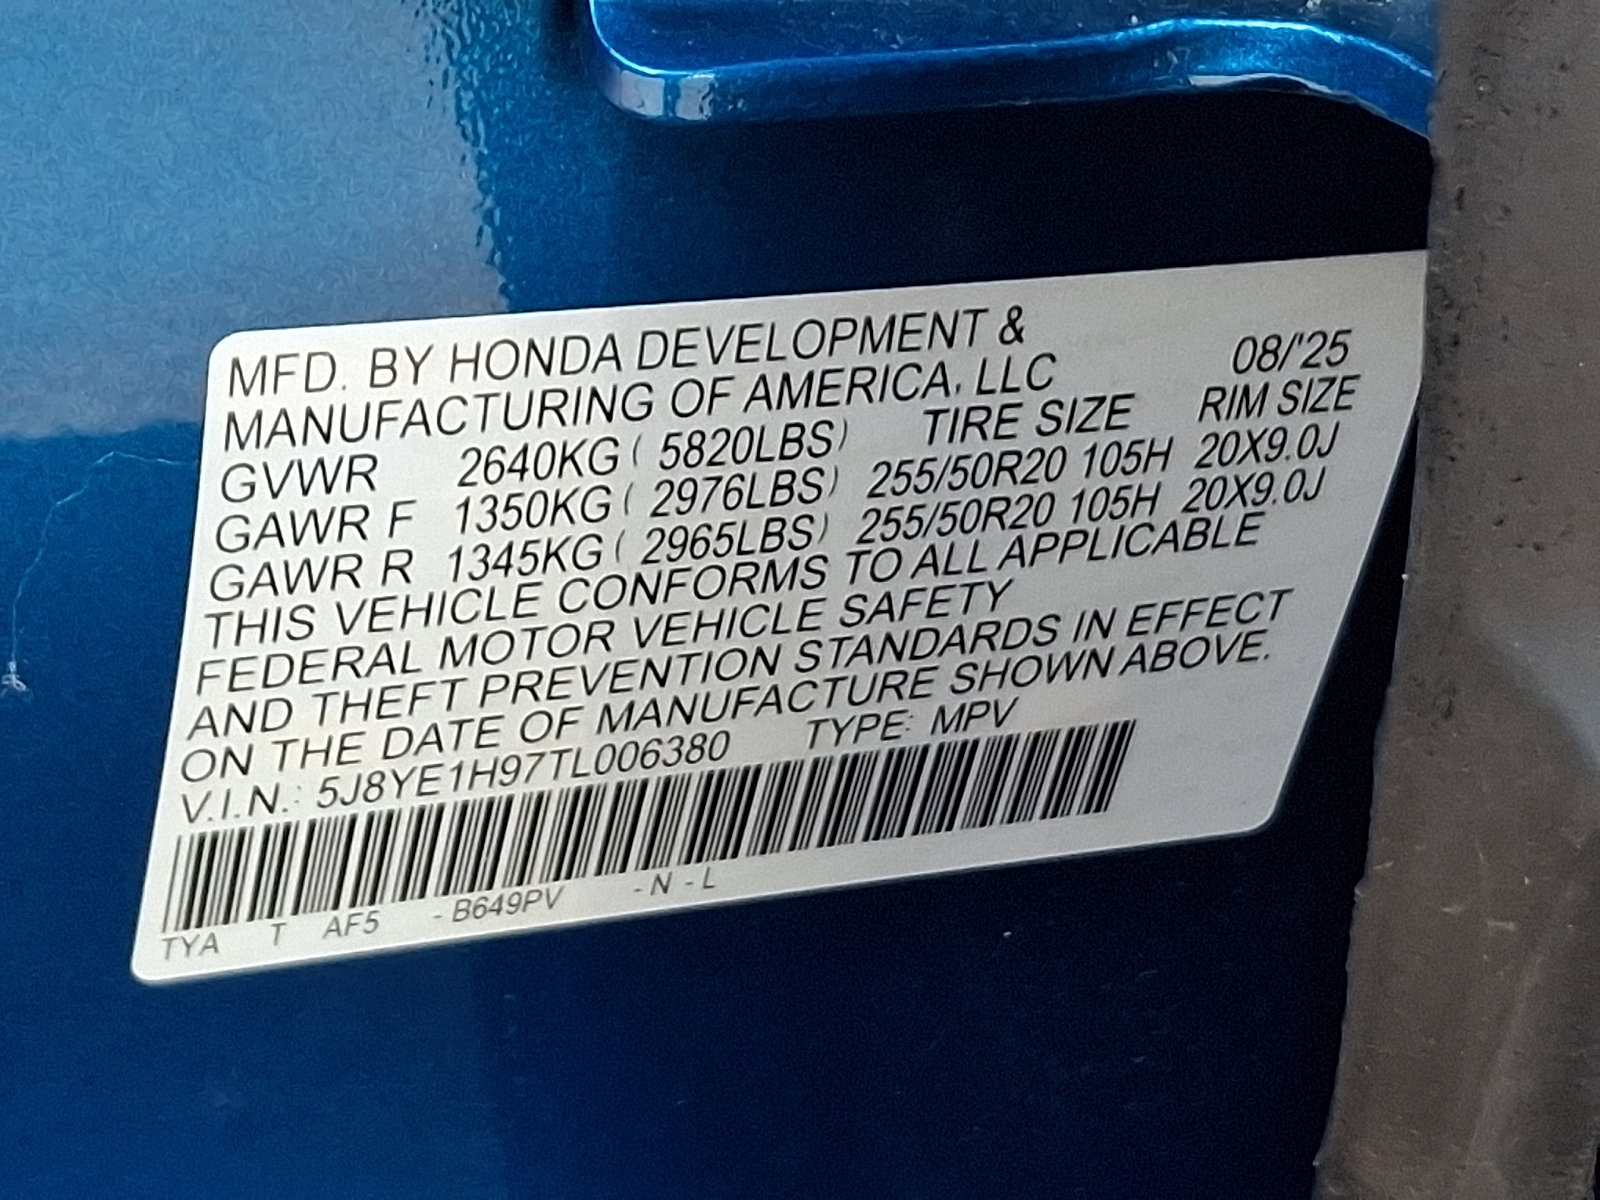 MFD. BY HONDA DEVELOPMENT &
MANUFACTURING OF AMERICA, LLC 08/'25
GVWR 2640KG ( 5820LBS) TIRE SIZE RIM SIZE
GAWR F 1350KG ( 2976LBS) 255/50R20 105H 20X9.0J
GAWR R 1345KG ( 2965LBS) 255/50R20 105H 20X9.0J
THIS VEHICLE CONFORMS TO ALL APPLICABLE
FEDERAL MOTOR VEHICLE SAFETY
AND THEFT PREVENTION STANDARDS IN EFFECT
ON THE DATE OF MANUFACTURE SHOWN ABOVE.
V.I.N.: 5J8YE1H97TL006380 TYPE: MPV
TYA T AF5 - B649PV - N - L